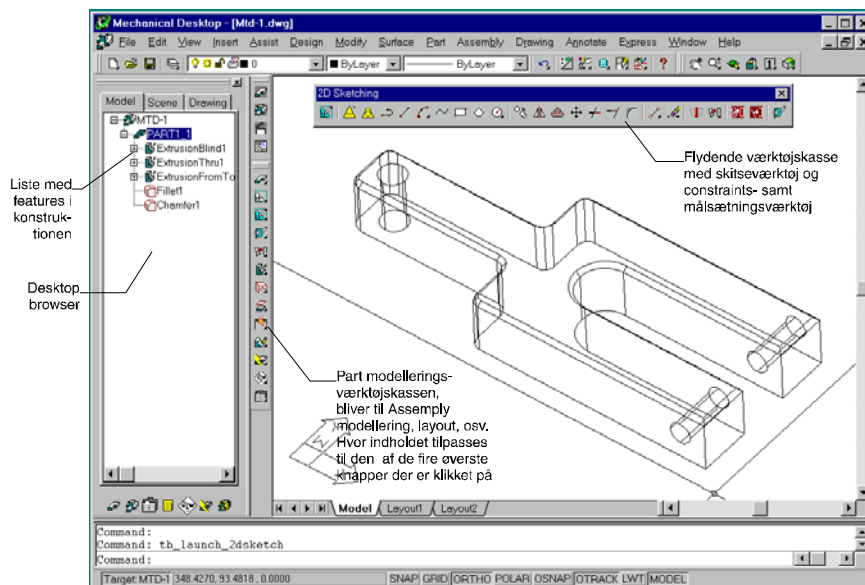 Mechanical Desktop - [Mtd-1.dwg]
File Edit View Insert Assist Design Modify Surface Part Assembly Drawing Annotate Express Window Help
0 ByLayer ByLayer
2D Sketching
Model Scene Drawing
MTD-1
PART1_1
ExtrusionBlind1
ExtrusionThru1
ExtrusionFromTo
Fillet1
Chamfer1
Liste med
features i
konstruk-
tionen
Desktop
browser
Flydende værktøjskasse
med skitseværktøj og
constraints- samt
målsætningsværktøj
Part modellerings-
værktøjskassen,
bliver til Assemply
modellering, layout, osv.
Hvor indholdet tilpasses
til den af de fire øverste
knapper der er klikket på
Model Layout1 Layout2
Command:
Command: tb_launch_2dsketch
Command:
Target MTD-1 348.4270, 93.4818 , 0.0000 SNAP GRID ORTHO POLAR OSNAP OTRACK LWT MODEL